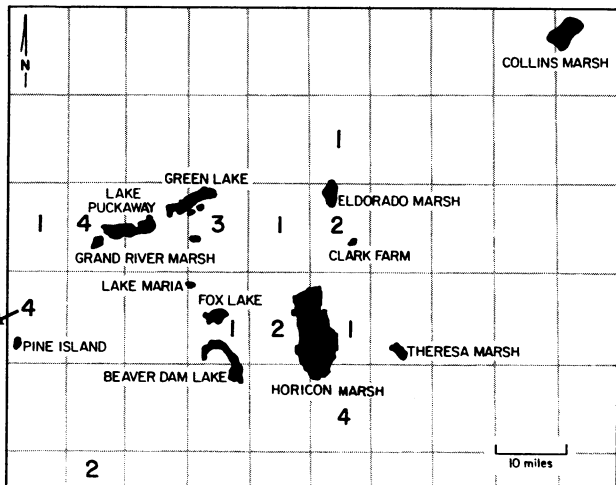 N
COLLINS MARSH
1
GREEN LAKE
LAKE
PUCKAWAY
ELDORADO MARSH
1 4 3 1 2
GRAND RIVER MARSH
CLARK FARM
LAKE MARIA
FOX LAKE
4
1 2 1
PINE ISLAND
THERESA MARSH
BEAVER DAM LAKE
HORICON MARSH
4
10 miles
2